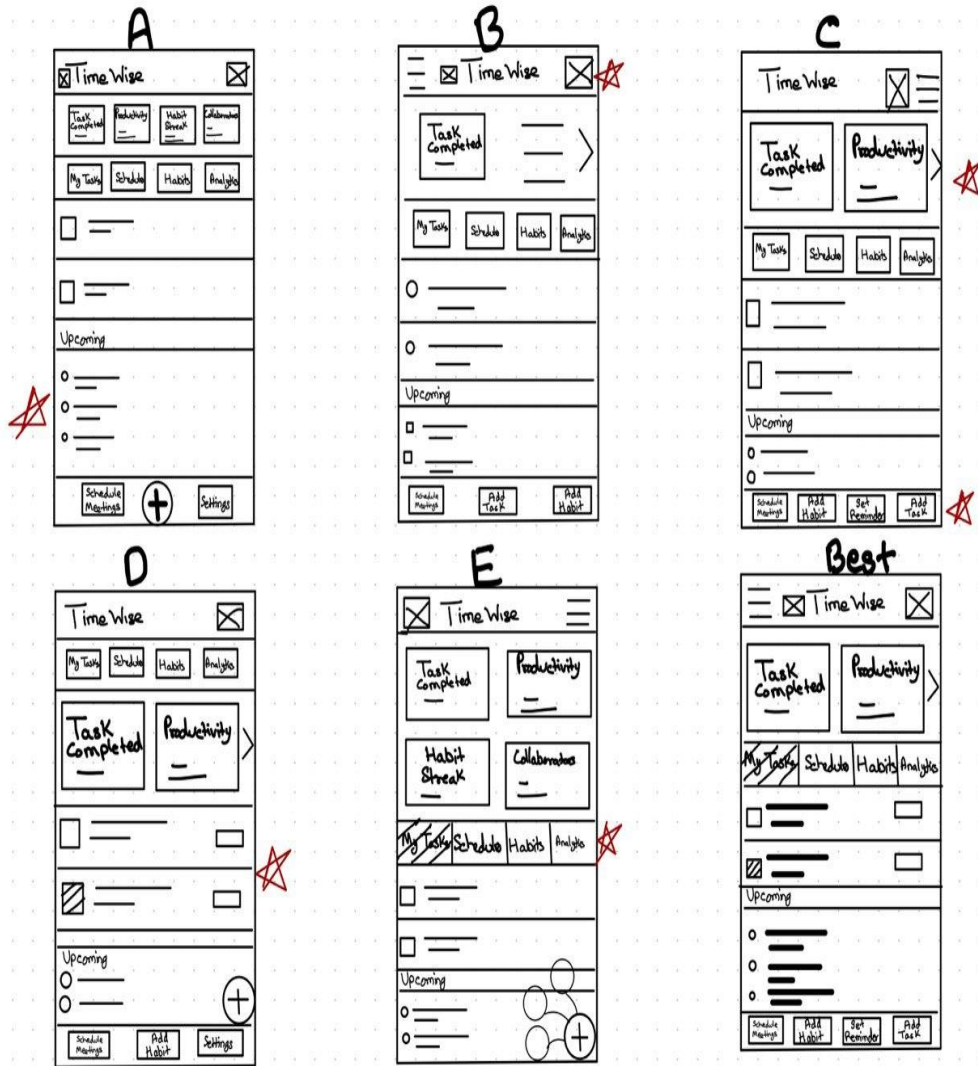 A
Time Wise
Task Completed
Productivity
Habit Streak
Collaborators
My Tasks
Schedule
Habits
Analytics
Upcoming
Schedule Meetings
+
Settings
B
Time Wise
Task Completed
My Tasks
Schedule
Habits
Analytics
Upcoming
Schedule Meetings
Add Task
Add Habit
C
Time Wise
Task Completed
Productivity
My Tasks
Schedule
Habits
Analytics
Upcoming
Schedule Meetings
Add Habit
Set Reminder
Add Task
D
Time Wise
My Tasks
Schedule
Habits
Analytics
Task Completed
Productivity
Upcoming
+
Schedule Meetings
Add Habit
Settings
E
Time Wise
Task Completed
Productivity
Habit Streak
Collaborators
My Tasks
Schedule
Habits
Analytics
Upcoming
+
Best
Time Wise
Task Completed
Productivity
My Tasks
Schedule
Habits
Analytics
Upcoming
Schedule Meetings
Add Habit
Set Reminder
Add Task